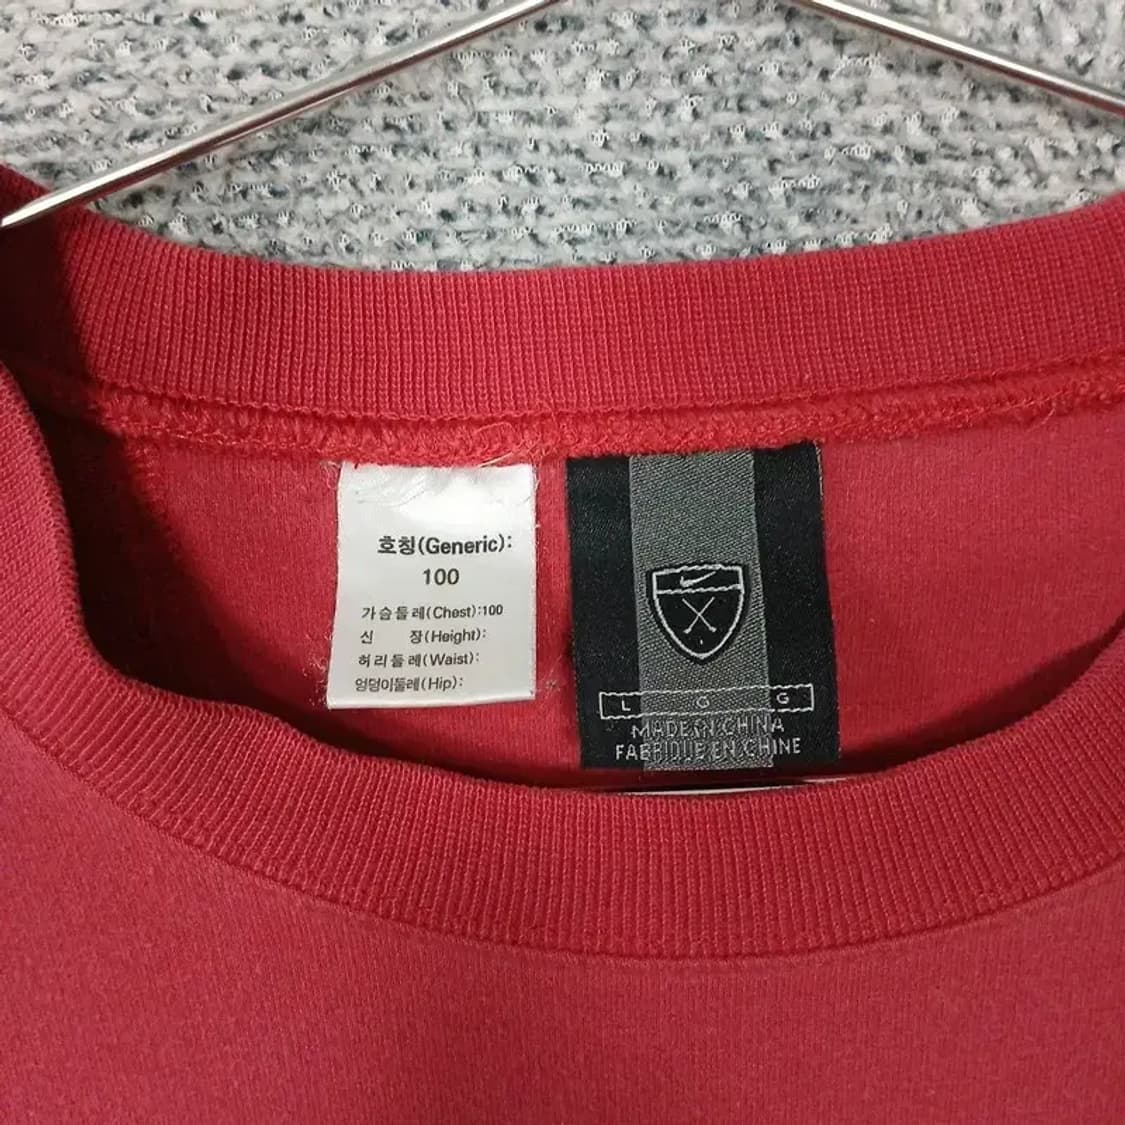 호칭(Generic):
100
가슴둘레(Chest):100
신 장(Height):
허리둘레(Waist):
엉덩이둘레(Hip):
L G G
MADE IN CHINA
FABRIQUE EN CHINE